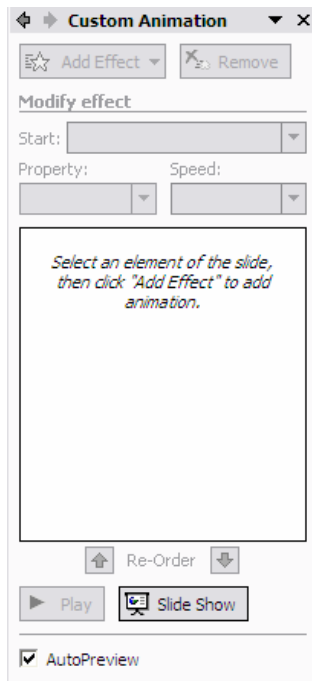 Custom Animation
Add Effect Remove
Modify effect
Start:
Property: Speed:
Select an element of the slide,
then click "Add Effect" to add
animation.
Re-Order
Play Slide Show
AutoPreview